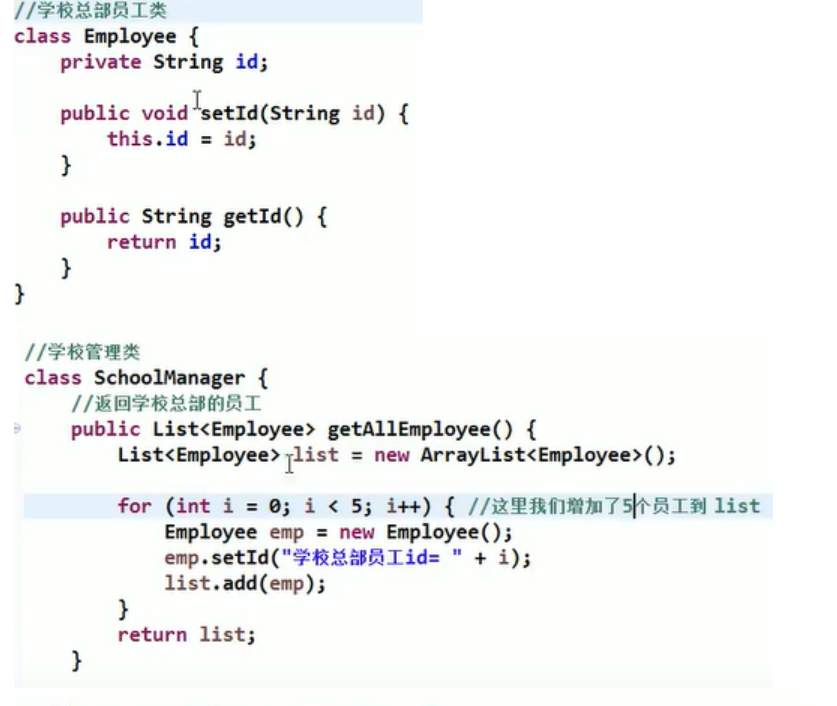 //学校总部员工类
class Employee {
    private String id;
    public void setId(String id) {
        this.id = id;
    }
    public String getId() {
        return id;
    }
}
//学校管理类
class SchoolManager {
    //返回学校总部的员工
    public List<Employee> getAllEmployee() {
        List<Employee> list = new ArrayList<Employee>();
        for (int i = 0; i < 5; i++) { //这里我们增加了5个员工到 list
            Employee emp = new Employee();
            emp.setId("学校总部员工id= " + i);
            list.add(emp);
        }
        return list;
    }